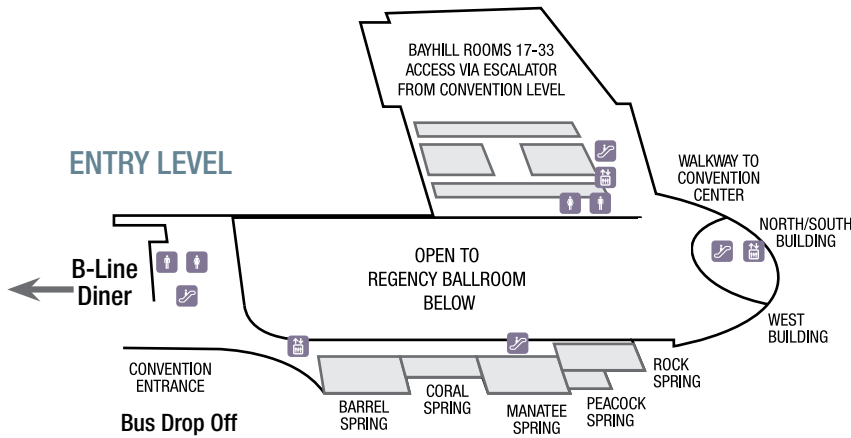 BAYHILL ROOMS 17-33
ACCESS VIA ESCALATOR
FROM CONVENTION LEVEL
ENTRY LEVEL
WALKWAY TO
CONVENTION
CENTER
NORTH/SOUTH
BUILDING
OPEN TO
REGENCY BALLROOM
BELOW
B-Line
Diner
WEST
BUILDING
CONVENTION
ENTRANCE
Bus Drop Off
BARREL
SPRING
CORAL
SPRING
MANATEE
SPRING
PEACOCK
SPRING
ROCK
SPRING